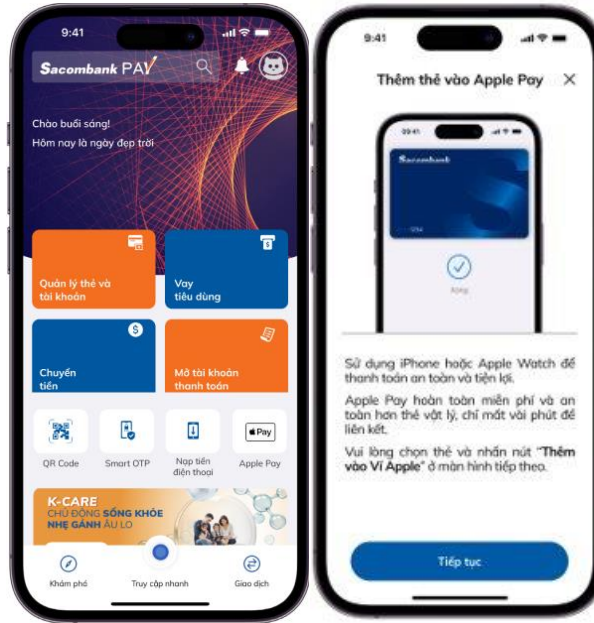 9:41
Sacombank PAY
Chào buổi sáng!
Hôm nay là ngày đẹp trời
Quản lý thẻ và
tài khoản
Vay
tiêu dùng
Chuyển
tiền
Mở tài khoản
thanh toán
QR Code
Smart OTP
Nạp tiền
điện thoại
Pay
Apple Pay
K-CARE
CHỦ ĐỘNG SỐNG KHỎE
NHẸ GÁNH ÂU LO
Khám phá
Truy cập nhanh
Giao dịch
9:41
Thêm thẻ vào Apple Pay
09:41
Sacombank
1234
Xong
Sử dụng iPhone hoặc Apple Watch để
thanh toán an toàn và tiện lợi.
Apple Pay hoàn toàn miễn phí và an
toàn hơn thẻ vật lý, chỉ mất vài phút để
liên kết.
Vui lòng chọn thẻ và nhấn nút "Thêm
vào Ví Apple" ở màn hình tiếp theo.
Tiếp tục